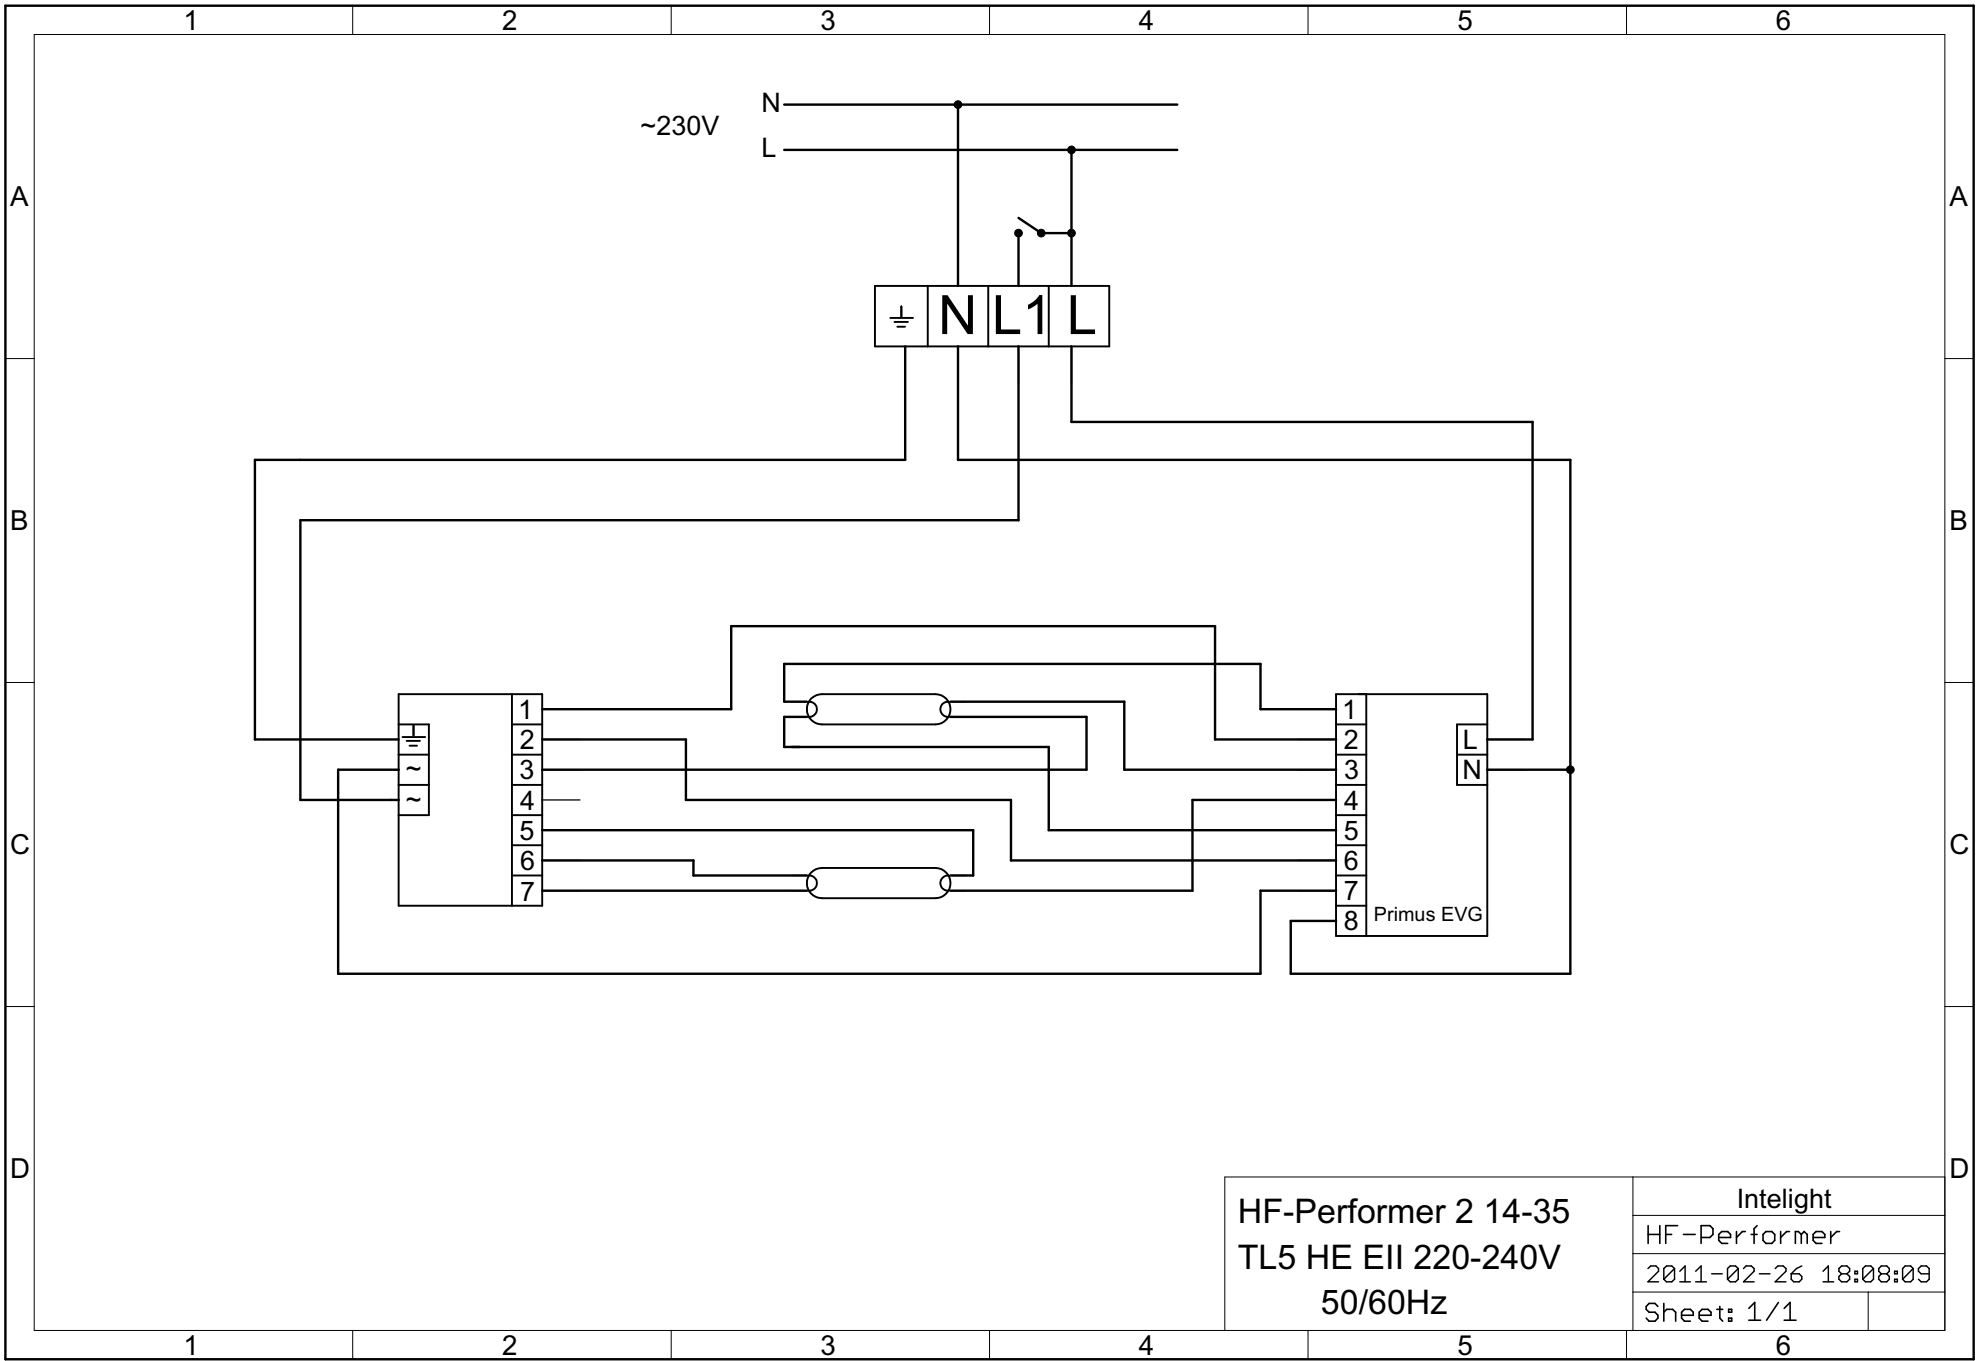 1 2 3 4 5 6
N
~230V
L
A A
N L1 L
B B
1 1
2 2 L
~ 3 3 N
~ 4 4
C 5 5 C
6 6
7 7
8 Primus EVG
D D
HF-Performer 2 14-35
TL5 HE EII 220-240V
50/60Hz
Intelight
HF-Performer
2011-02-26 18:08:09
Sheet: 1/1
1 2 3 4 5 6